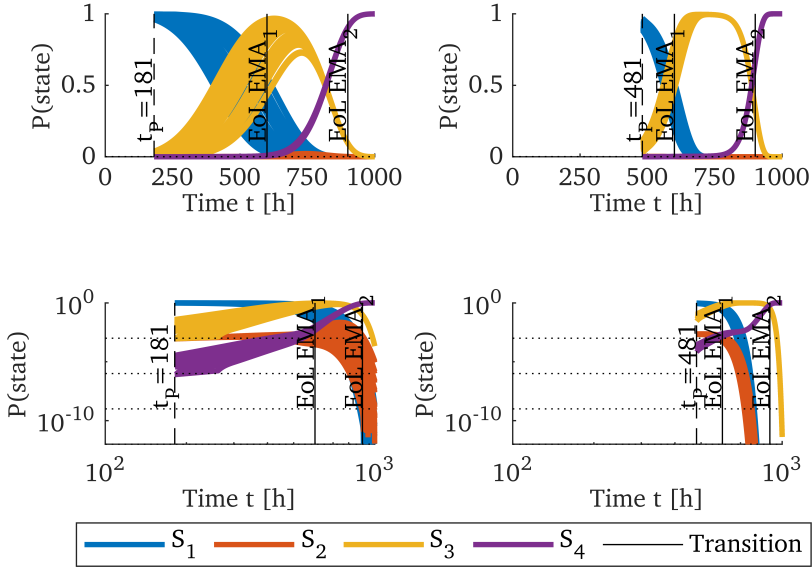 1
0.5
0
P(state)
t_p=181
EoL EMA_1
EoL EMA_2
0 250 500 750 1000
Time t [h]
1
0.5
0
P(state)
t_p=481
EoL EMA_1
EoL EMA_2
0 250 500 750 1000
Time t [h]
10^0
10^-10
P(state)
t_p=181
EoL EMA_1
EoL EMA_2
10^2 10^3
Time t [h]
10^0
10^-10
P(state)
t_p=481
EoL EMA_1
EoL EMA_2
10^2 10^3
Time t [h]
S_1 S_2 S_3 S_4 Transition